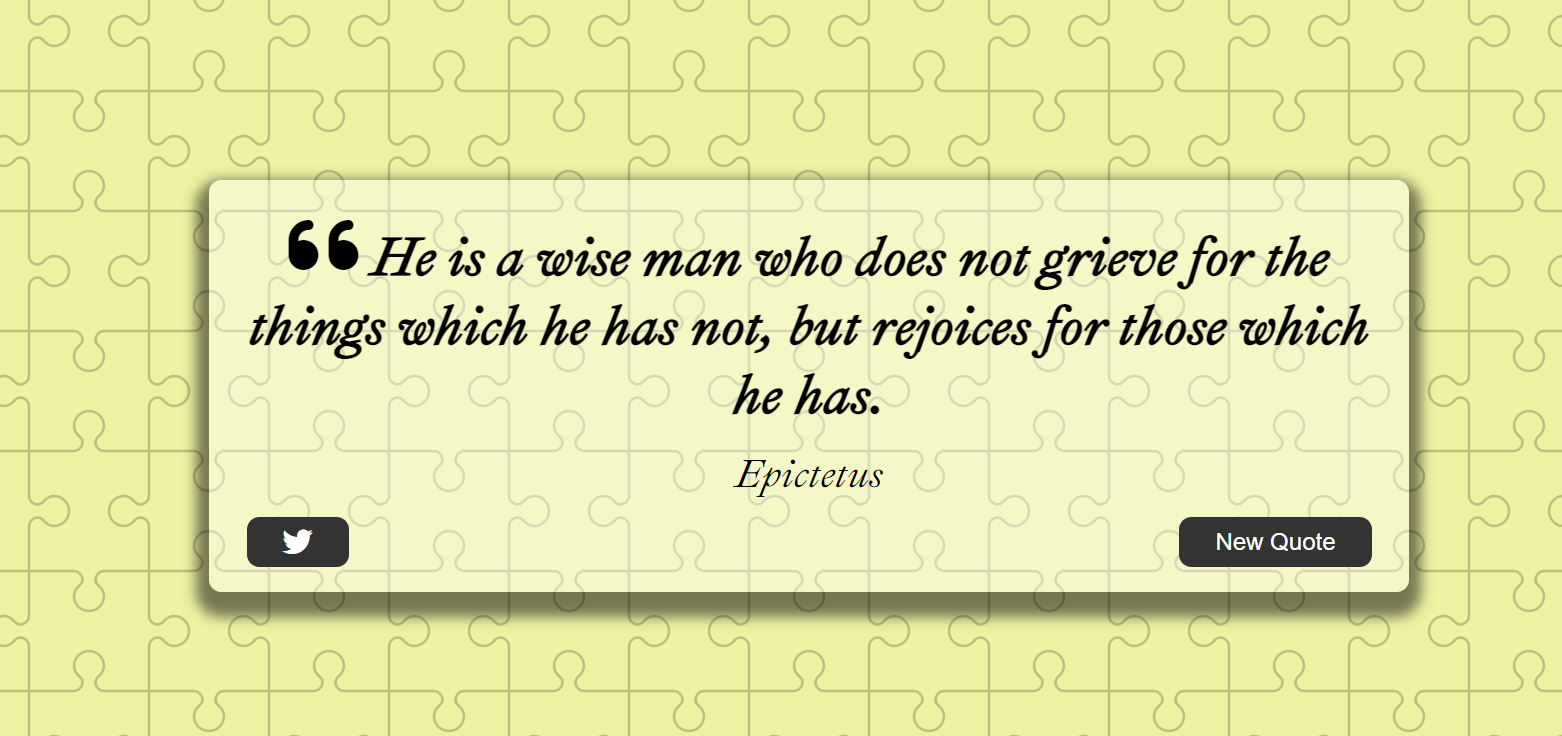 “ He is a wise man who does not grieve for the
things which he has not, but rejoices for those which
he has.
Epictetus
New Quote